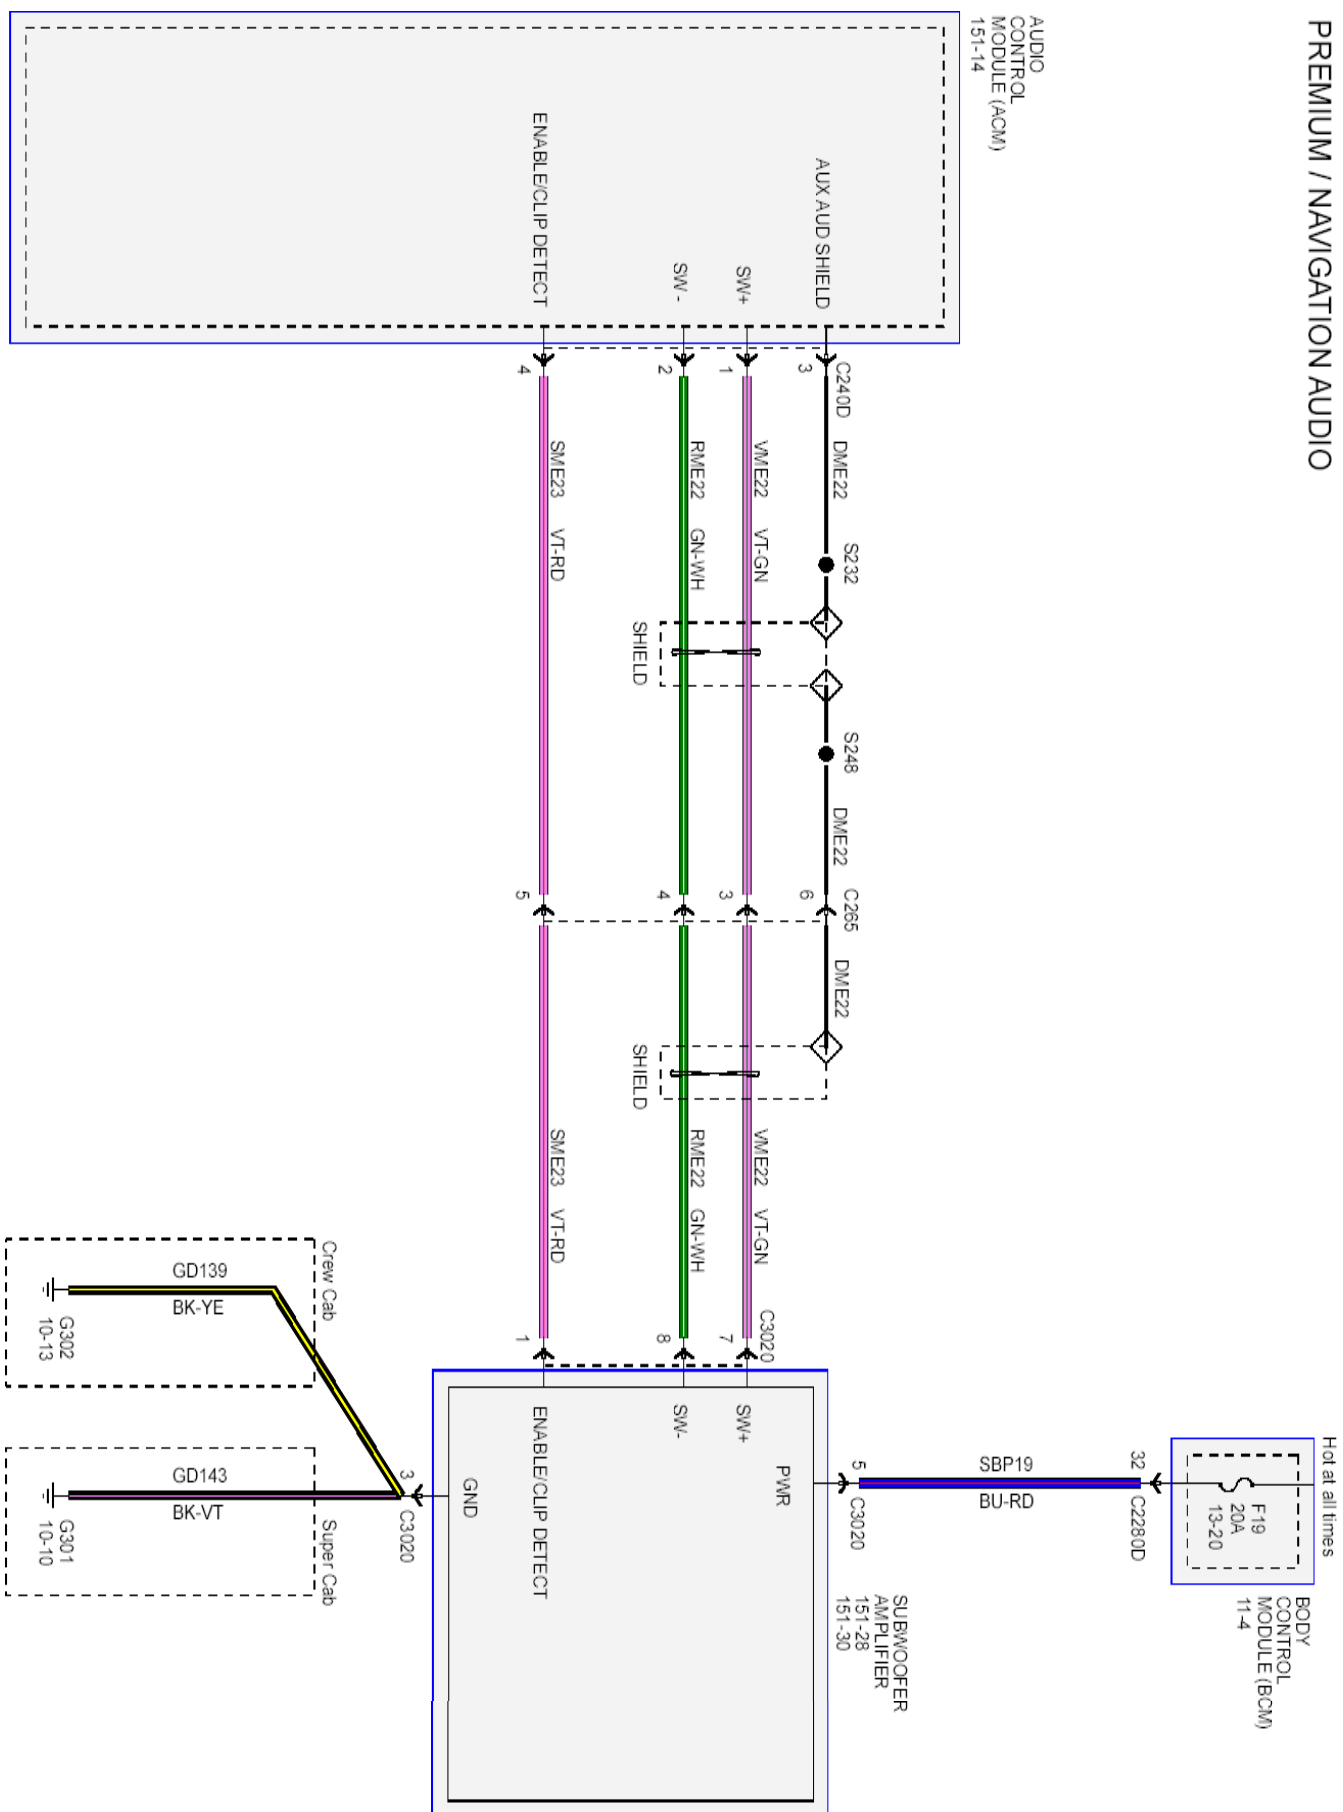 PREMIUM / NAVIGATION AUDIO
AUDIO
CONTROL
MODULE (ACM)
151-14
AUX AUD SHIELD
SW+
SW -
ENABLE/CLIP DETECT
C240D
3
1
2
4
DME22
VME22 VT-GN
RME22 GN-WH
SME23 VT-RD
S232
SHIELD
S248
DME22
C265
6
3
4
5
DME22
SHIELD
VME22 VT-GN
RME22 GN-WH
SME23 VT-RD
C3020
7
8
1
Hot at all times
BODY
CONTROL
MODULE (BCM)
11-4
F19
20A
13-20
32
C2280D
SBP19
BU-RD
5
C3020
SUBWOOFER
AMPLIFIER
151-28
151-30
PWR
SW+
SW-
ENABLE/CLIP DETECT
GND
3
C3020
Crew Cab
GD139
BK-YE
G302
10-13
Super Cab
GD143
BK-VT
G301
10-10